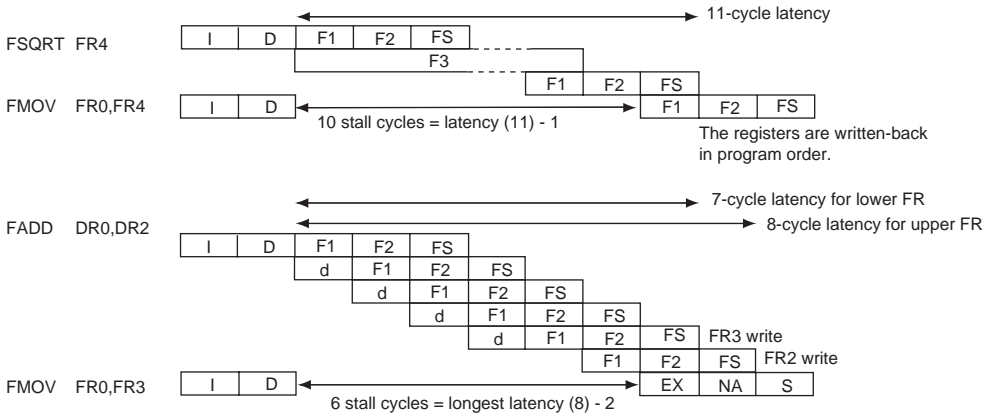 11-cycle latency
FSQRT FR4 I D F1 F2 FS
F3
F1 F2 FS
FMOV FR0,FR4 I D F1 F2 FS
10 stall cycles = latency (11) - 1
The registers are written-back
in program order.
7-cycle latency for lower FR
8-cycle latency for upper FR
FADD DR0,DR2
I D F1 F2 FS
d F1 F2 FS
d F1 F2 FS
d F1 F2 FS
d F1 F2 FS FR3 write
F1 F2 FS FR2 write
FMOV FR0,FR3 I D EX NA S
6 stall cycles = longest latency (8) - 2